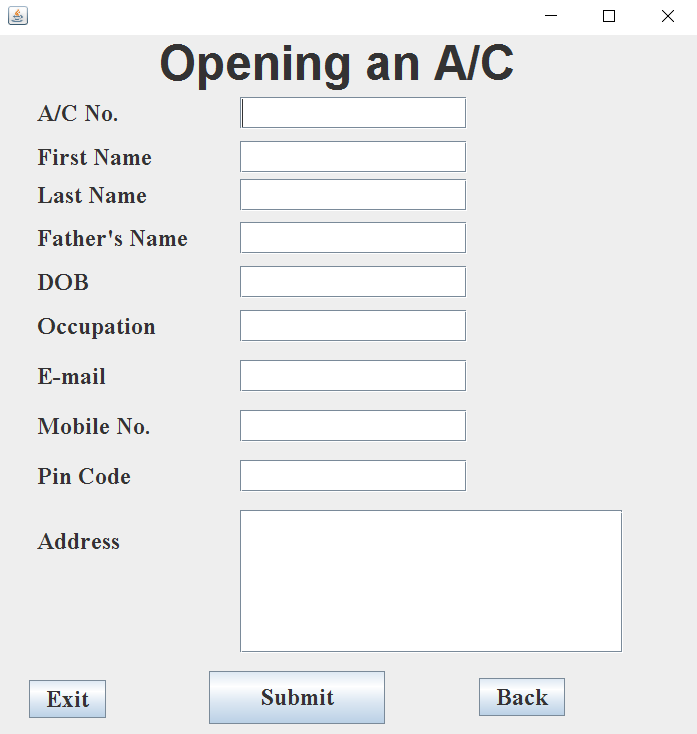 Opening an A/C
A/C No.
First Name
Last Name
Father's Name
DOB
Occupation
E-mail
Mobile No.
Pin Code
Address
Exit Submit Back